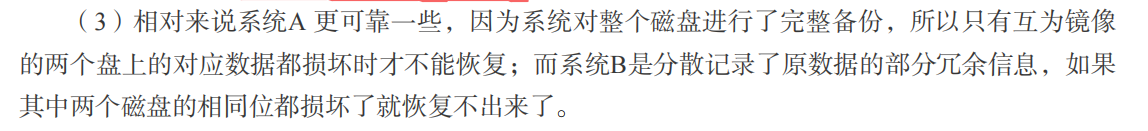 （3）相对来说系统A 更可靠一些，因为系统对整个磁盘进行了完整备份，所以只有互为镜像
的两个盘上的对应数据都损坏时才不能恢复；而系统B是分散记录了原数据的部分冗余信息，如果
其中两个磁盘的相同位都损坏了就恢复不出来了。